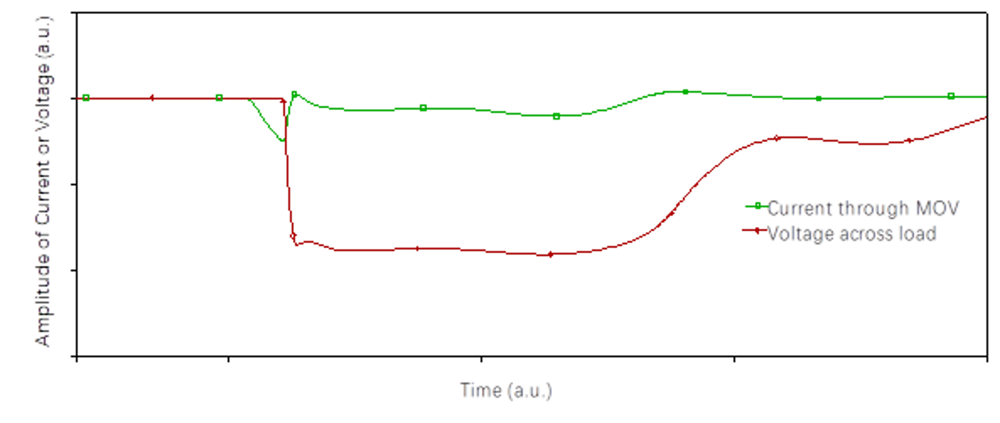 Amplitude of Current or Voltage (a.u.)
Current through MOV
Voltage across load
Time (a.u.)